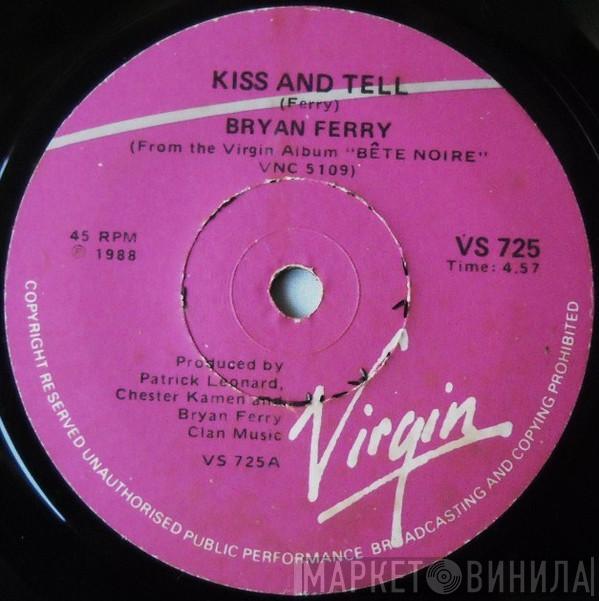 KISS AND TELL
(Ferry)
BRYAN FERRY
(From the Virgin Album "BÊTE NOIRE"
VNC 5109)
45 RPM
℗ 1988
VS 725
Time: 4.57
Produced by
Patrick Leonard,
Chester Kamen and
Bryan Ferry
Clan Music
VS 725A
Virgin
COPYRIGHT RESERVED UNAUTHORISED PUBLIC PERFORMANCE BROADCASTING AND COPYING PROHIBITED
МАРКЕТ ВИНИЛА